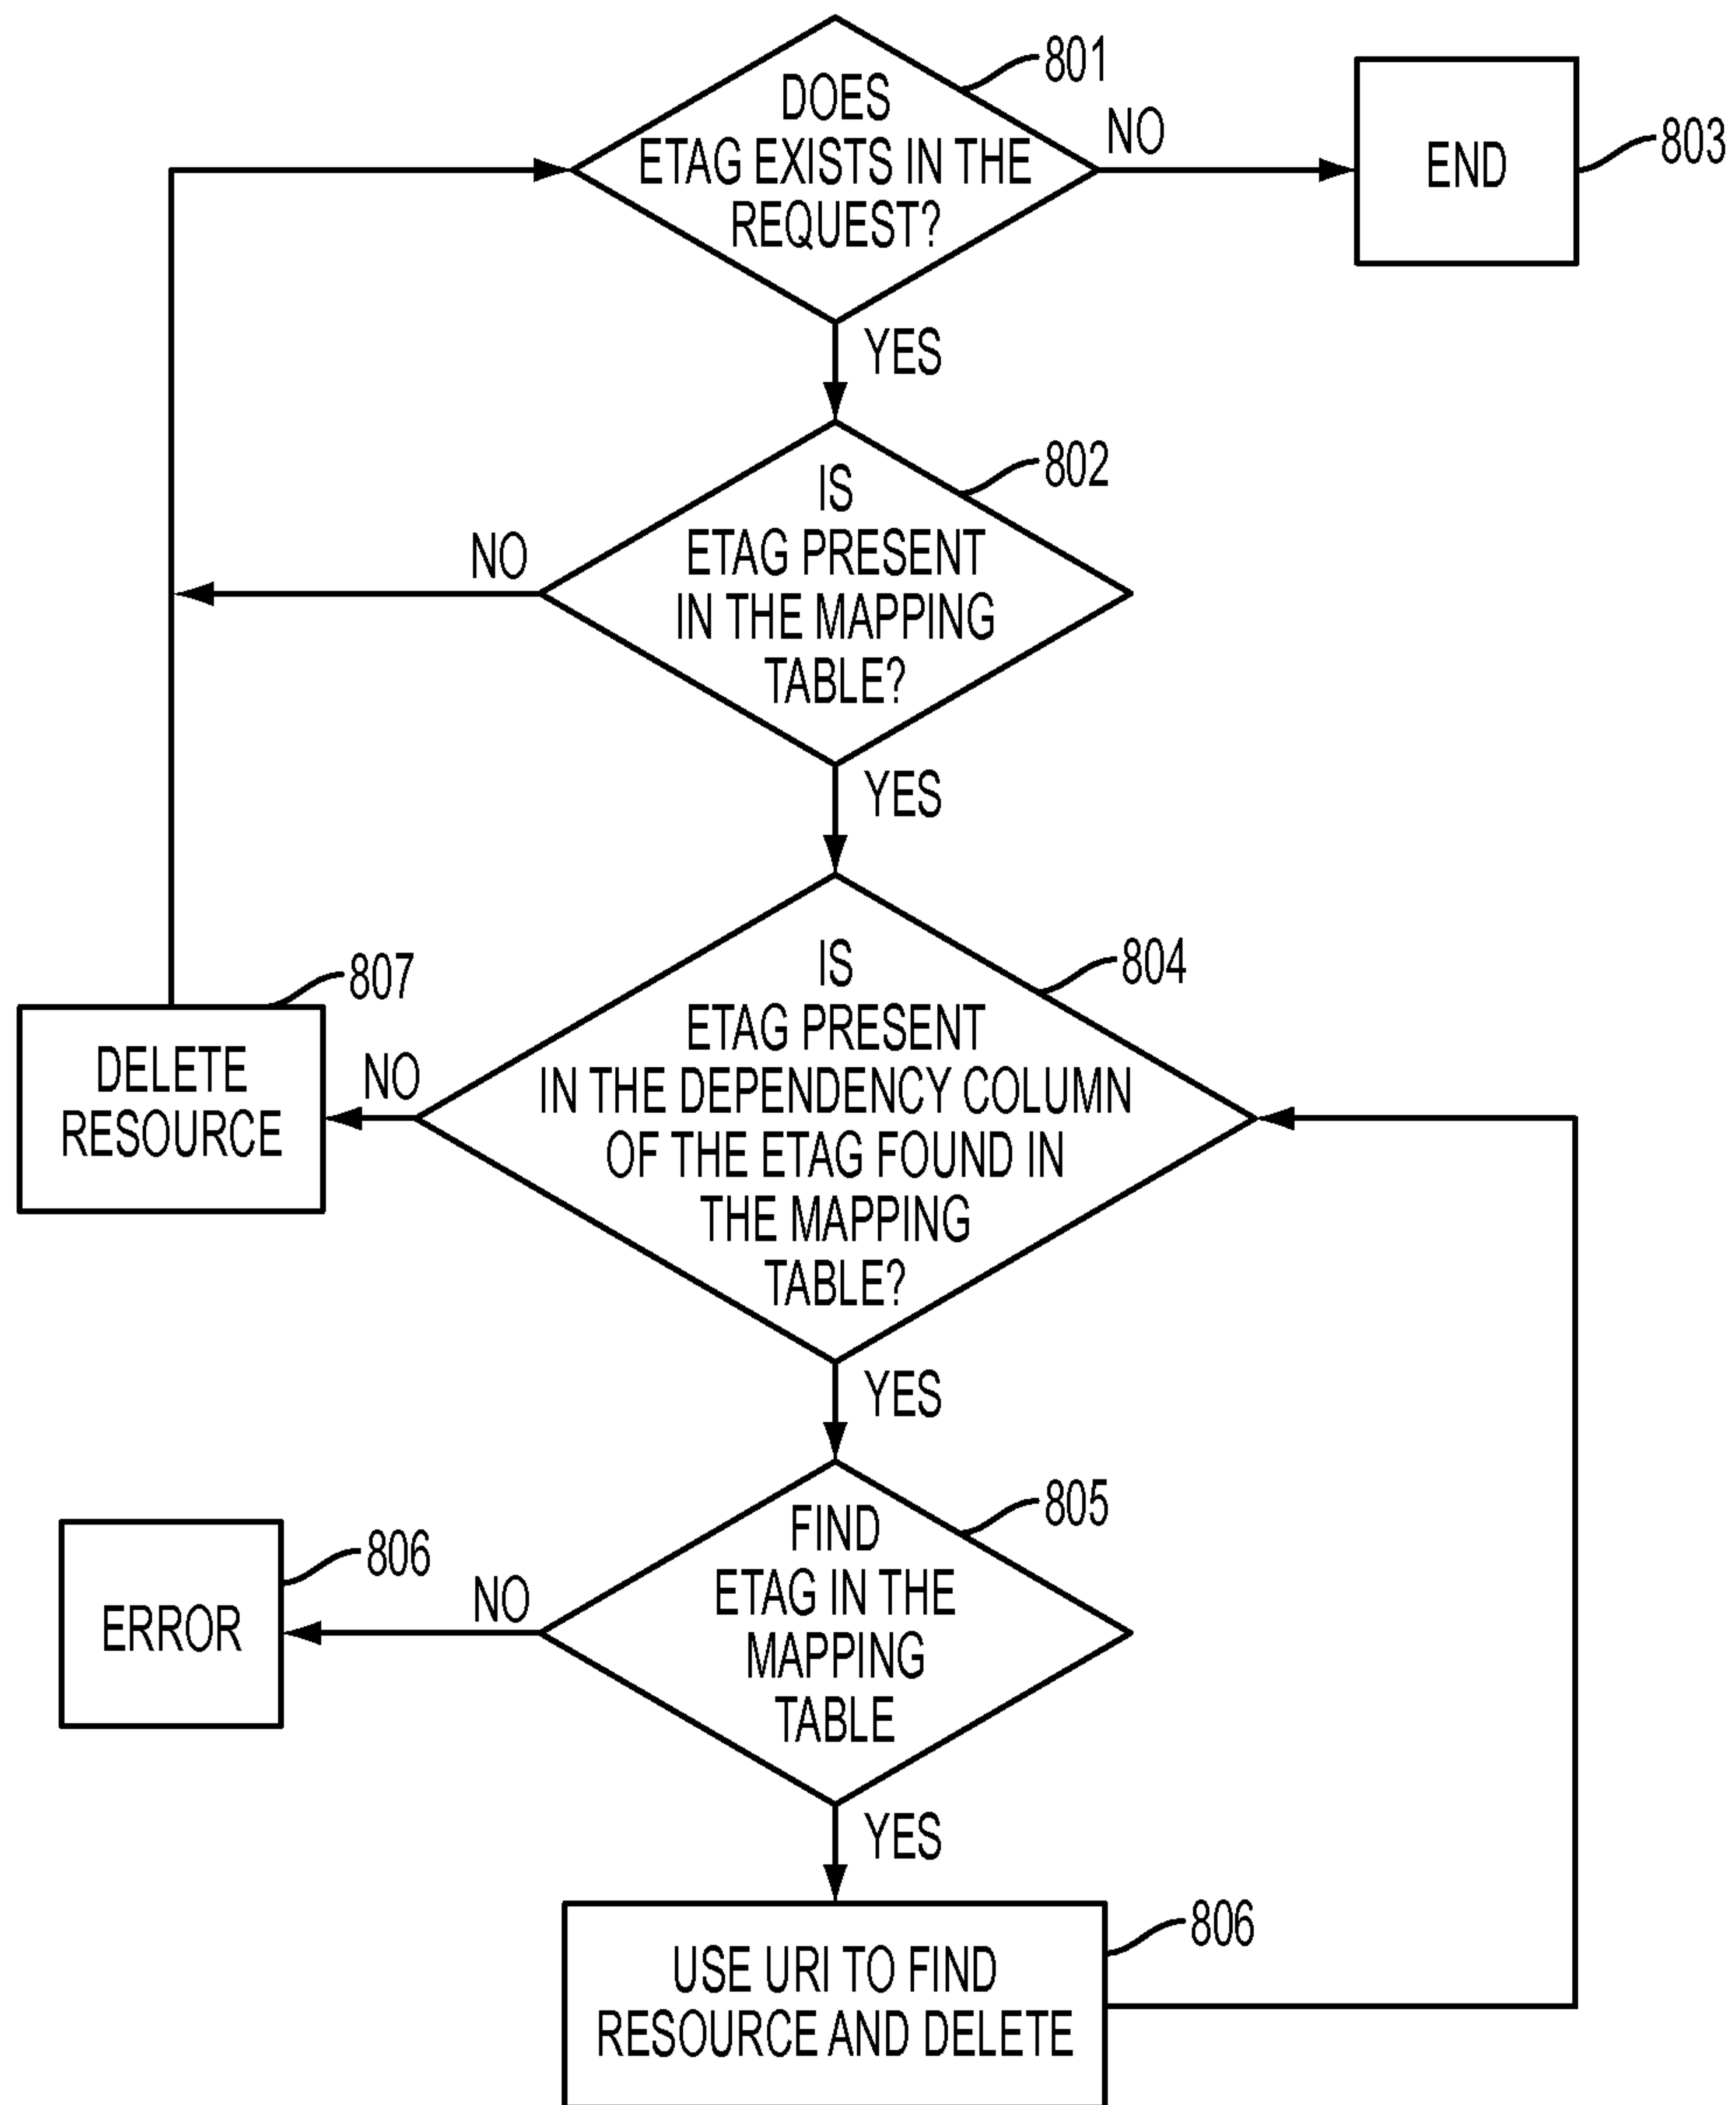 801
DOES
ETAG EXISTS IN THE
REQUEST?
NO
END
803
YES
802
IS
ETAG PRESENT
IN THE MAPPING
TABLE?
NO
YES
804
IS
ETAG PRESENT
IN THE DEPENDENCY COLUMN
OF THE ETAG FOUND IN
THE MAPPING
TABLE?
NO
807
DELETE
RESOURCE
YES
805
FIND
ETAG IN THE
MAPPING
TABLE
NO
806
ERROR
YES
806
USE URI TO FIND
RESOURCE AND DELETE